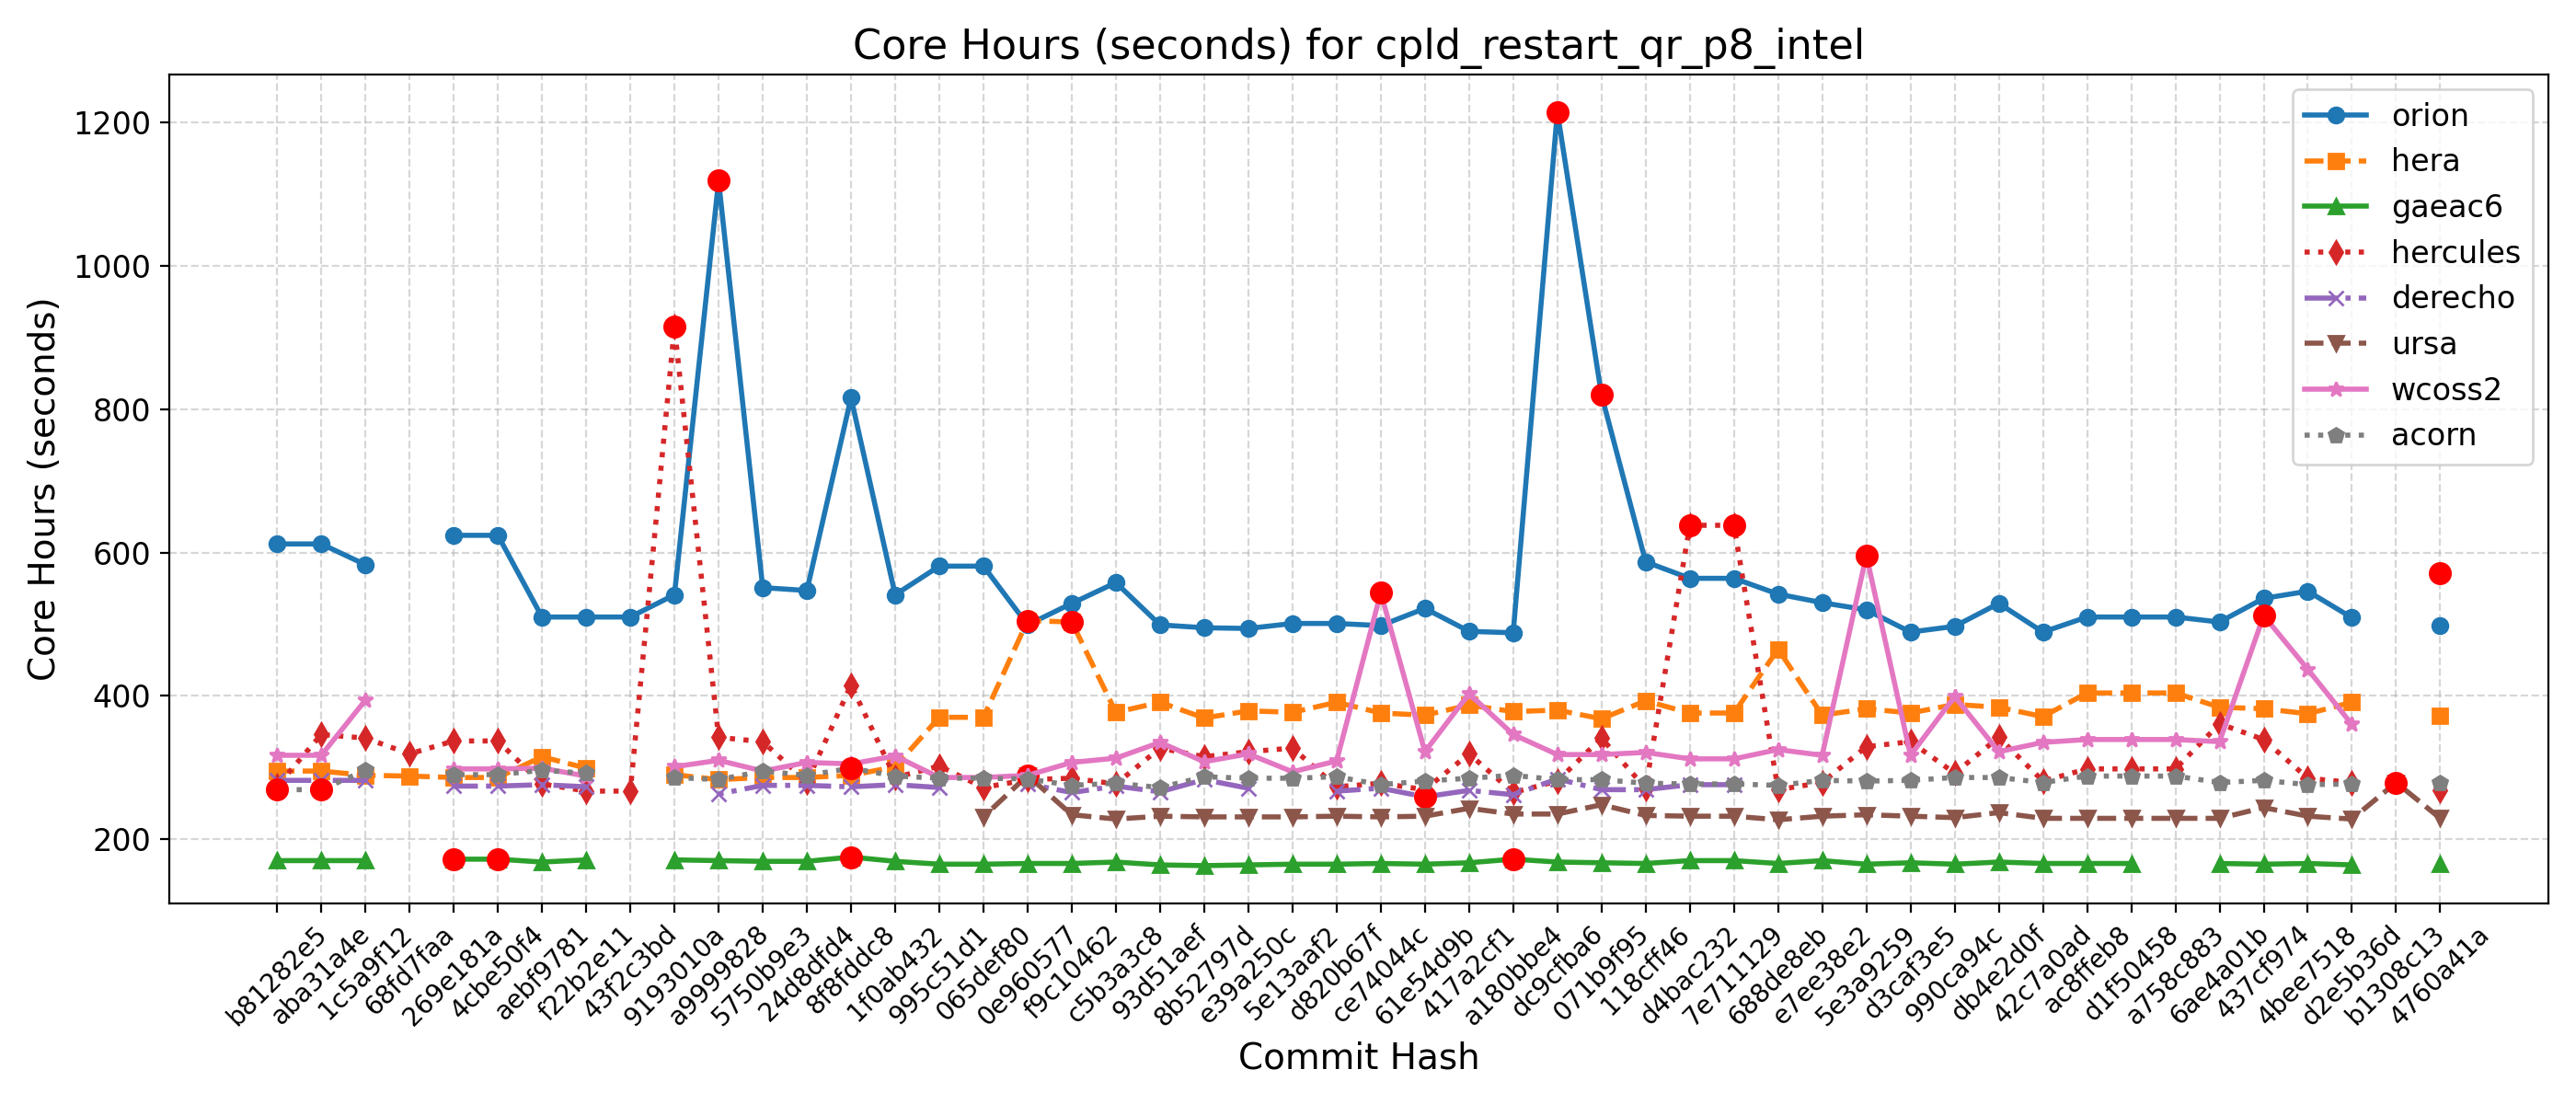 Core Hours (seconds) for cpld_restart_qr_p8_intel
Core Hours (seconds)
1200
1000
800
600
400
200
orion
hera
gaeac6
hercules
derecho
ursa
wcoss2
acorn
b81282e5
aba31a4e
1c5a9f12
68fd7faa
269e181a
4cbe50f4
aebf9781
f22b2e11
43f2c3bd
9193010a
a9999828
5750b9e3
24d8dfd4
8f8fddc8
1f0ab432
995c51d1
065def80
0e960577
f9c10462
c5b3a3c8
93d51aef
8b52797d
e39a250c
5e13aaf2
d820b67f
ce74044c
61e54d9b
417a2cf1
a180bbe4
dc9cfba6
071b9f95
118cff46
d4bac232
7e711129
688de8eb
e7ee38e2
5e3a9259
d3caf3e5
990ca94c
db4e2d0f
42c7a0ad
ac8ffeb8
d1f50458
a758c883
6ae4a01b
437cf974
4bee7518
d2e5b36d
b1308c13
4760a41a
Commit Hash